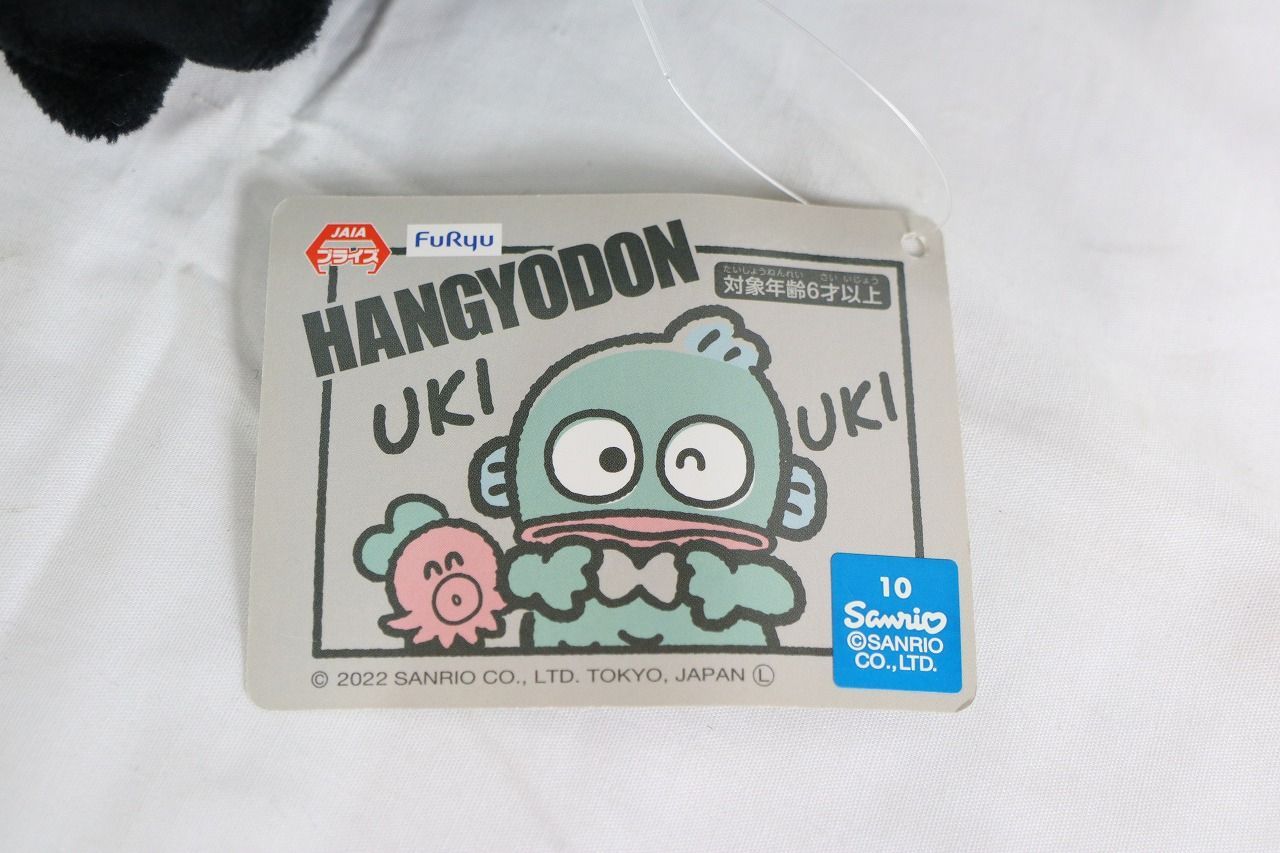 JAIA
プライズ
FuRyu
HANGYODON
たいしょうねんれい さい いじょう
対象年齢6才以上
UKI
UKI
10
Sanrio
©SANRIO
CO.,LTD.
© 2022 SANRIO CO., LTD. TOKYO, JAPAN Ⓛ